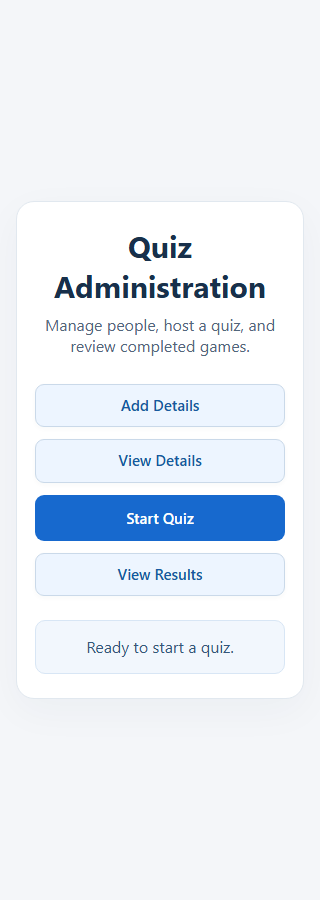 Quiz
Administration
Manage people, host a quiz, and
review completed games.
Add Details
View Details
Start Quiz
View Results
Ready to start a quiz.